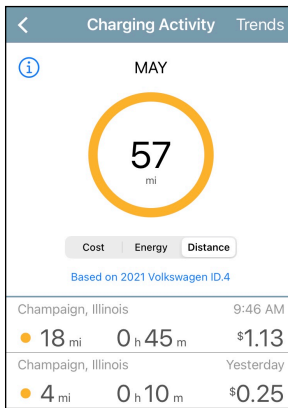 Charging Activity Trends
i MAY
57
mi
Cost Energy Distance
Based on 2021 Volkswagen ID.4
Champaign, Illinois 9:46 AM
18 mi 0 h 45 m $1.13
Champaign, Illinois Yesterday
4 mi 0 h 10 m $0.25